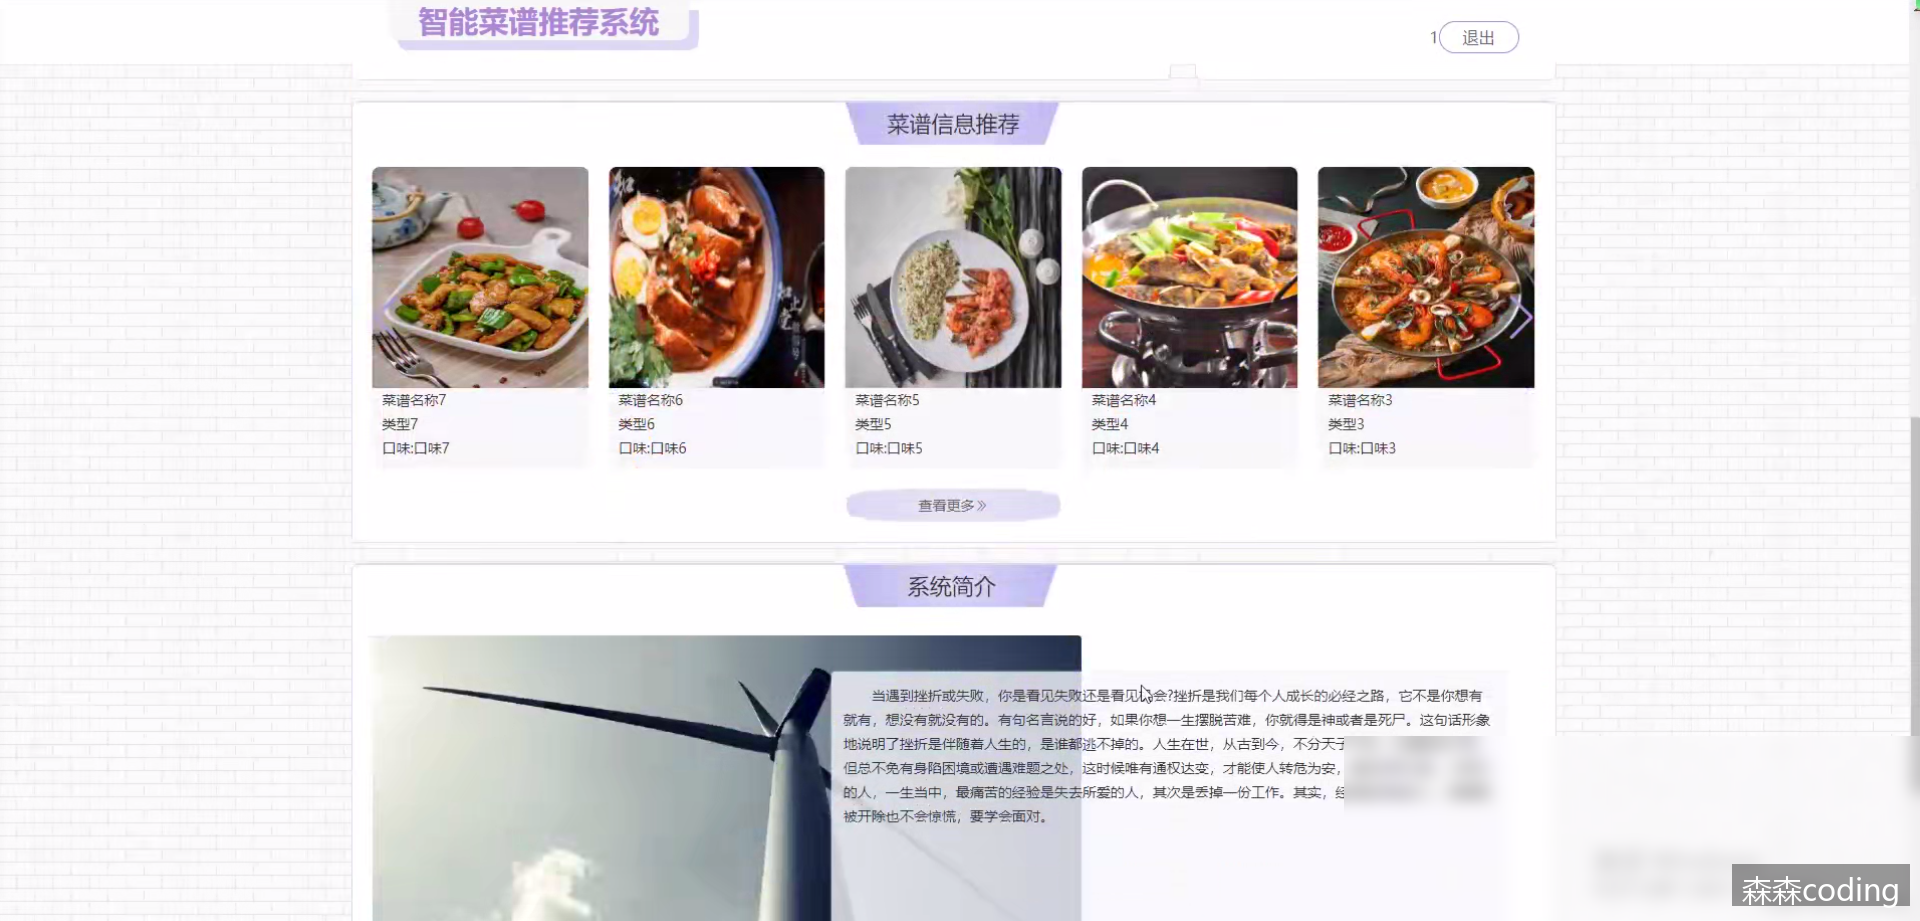 智能菜谱推荐系统
1 退出
菜谱信息推荐
菜谱名称7
类型7
口味:口味7
菜谱名称6
类型6
口味:口味6
菜谱名称5
类型5
口味:口味5
菜谱名称4
类型4
口味:口味4
菜谱名称3
类型3
口味:口味3
查看更多》
系统简介
当遇到挫折或失败，你是看见失败还是看见会?挫折是我们每个人成长的必经之路，它不是你想有
就有，想没有就没有的。有句名言说的好，如果你想一生摆脱苦难，你就得是神或者是死尸。这句话形象
地说明了挫折是伴随着人生的，是谁都逃不掉的。人生在世，从古到今，不分天
但总不免有身陷困境或遭遇难题之处，这时候唯有通权达变，才能使人转危为安，
的人，一生当中，最痛苦的经验是失去所爱的人，其次是丢掉一份工作。其实，
被开除也不会惊慌，要学会面对。
森森coding